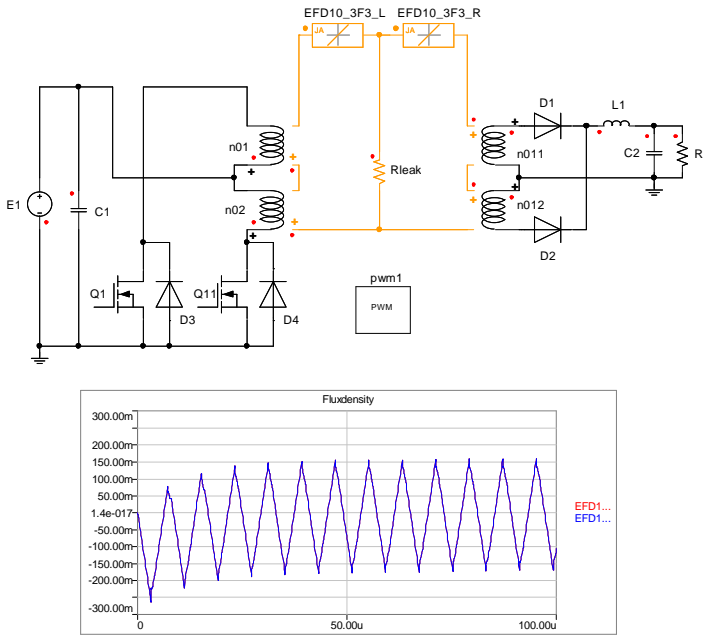 EFD10_3F3_L EFD10_3F3_R
JA JA
n01
n02
Rleak
n011
n012
D1
D2
L1
C2
R
E1
C1
Q1
D3
Q11
D4
pwm1
PWM
Fluxdensity
300.00m
150.00m
100.00m
50.00m
1.4e-017
-50.00m
-100.00m
-150.00m
-200.00m
-300.00m
0 50.00u 100.00u
EFD1...
EFD1...